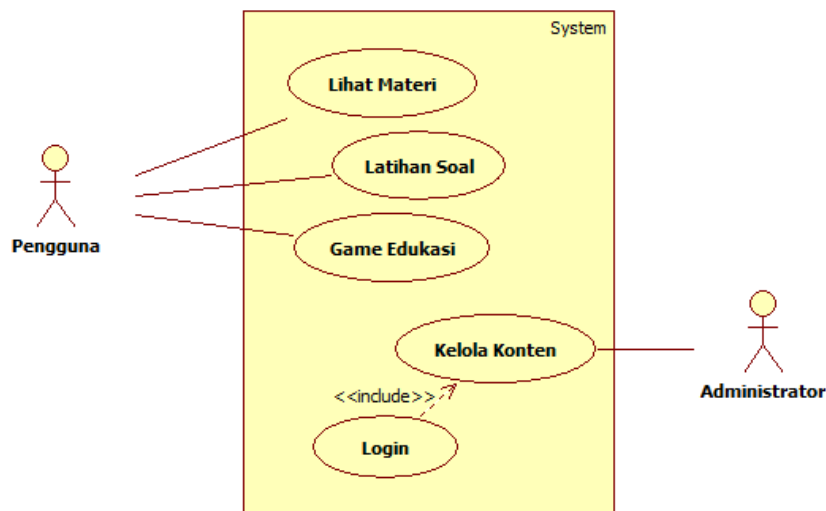 System
Lihat Materi
Latihan Soal
Pengguna
Game Edukasi
Kelola Konten
Administrator
<<include>>
Login